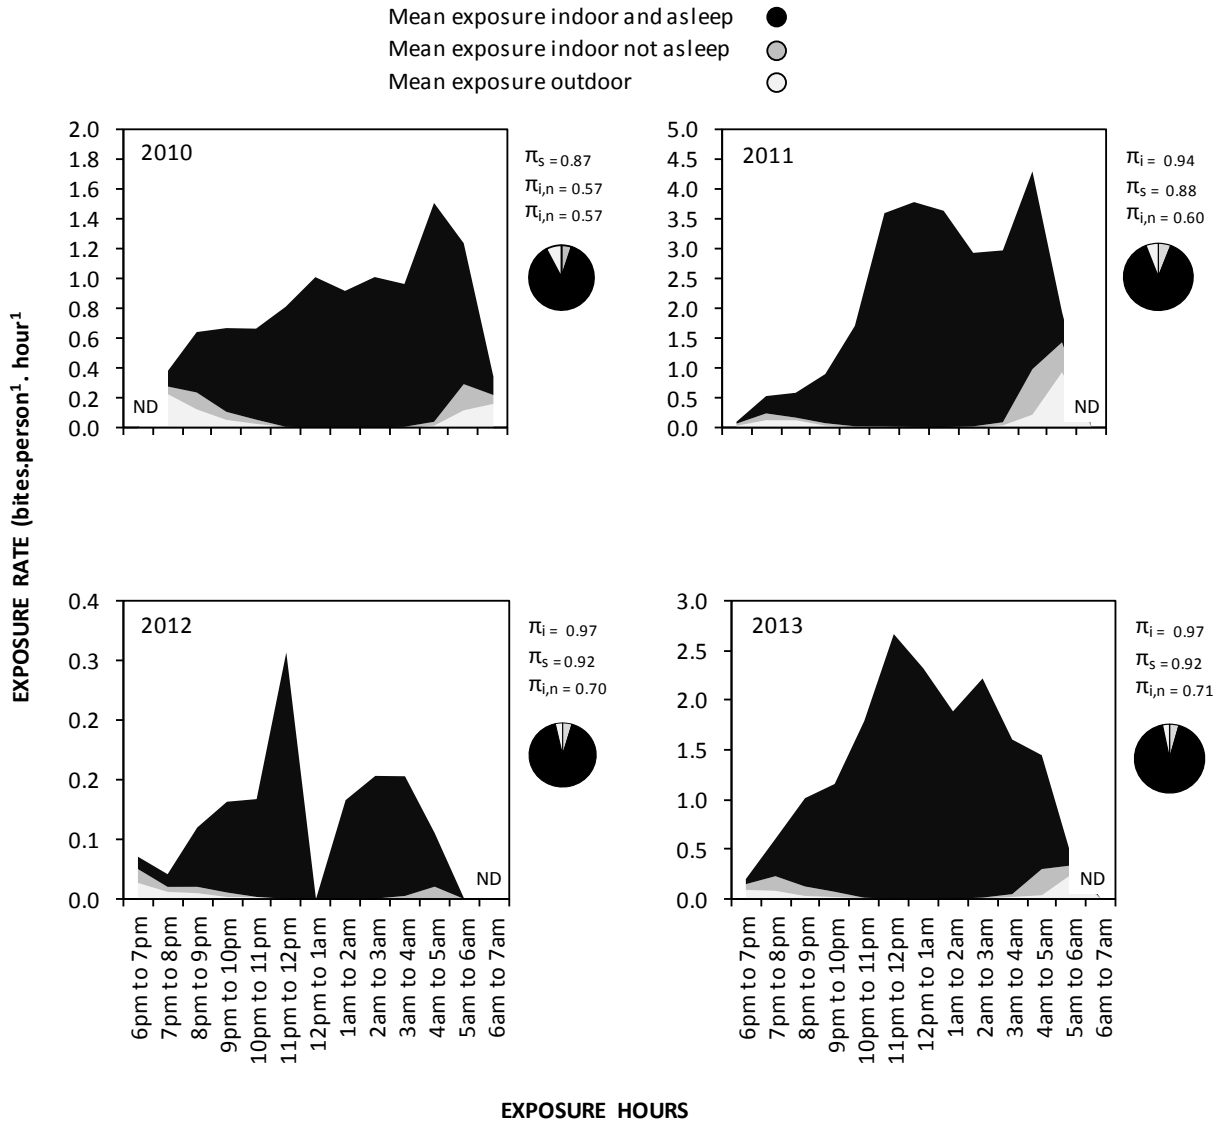 Mean exposure indoor and asleep
Mean exposure indoor not asleep
Mean exposure outdoor
EXPOSURE RATE (bites.person¹. hour¹
2.0
1.8
1.6
1.4
1.2
1.0
0.8
0.6
0.4
0.2
0.0
2010
ND
πs = 0.87
πi,n = 0.57
πi,n = 0.57
5.0
4.5
4.0
3.5
3.0
2.5
2.0
1.5
1.0
0.5
0.0
2011
ND
πi = 0.94
πs = 0.88
πi,n = 0.60
0.4
0.3
0.2
0.2
0.1
0.0
2012
ND
πi = 0.97
πs = 0.92
πi,n = 0.70
6pm to 7pm
7pm to 8pm
8pm to 9pm
9pm to 10pm
10pm to 11pm
11pm to 12pm
12pm to 1am
1am to 2am
2am to 3am
3am to 4am
4am to 5am
5am to 6am
6am to 7am
3.0
2.5
2.0
1.5
1.0
0.5
0.0
2013
ND
πi = 0.97
πs = 0.92
πi,n = 0.71
6pm to 7pm
7pm to 8pm
8pm to 9pm
9pm to 10pm
10pm to 11pm
11pm to 12pm
12pm to 1am
1am to 2am
2am to 3am
3am to 4am
4am to 5am
5am to 6am
6am to 7am
EXPOSURE HOURS